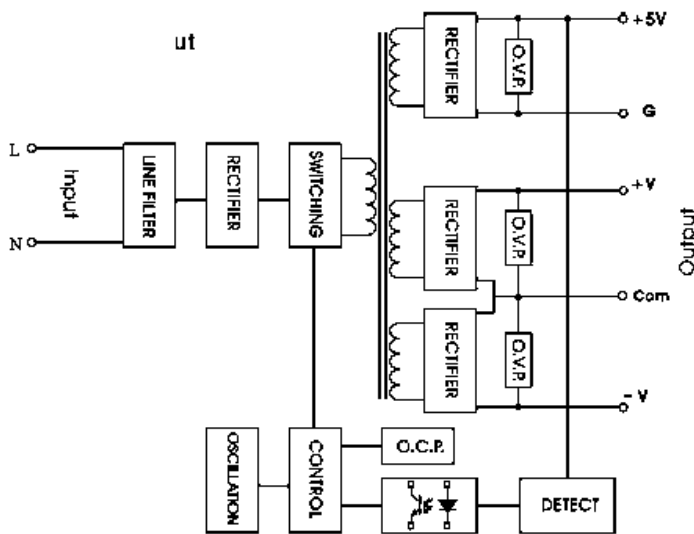 ut
L
N
Input
LINE FILTER
RECTIFIER
SWITCHING
RECTIFIER
O.V.P.
+5V
G
RECTIFIER
O.V.P.
+V
Com
RECTIFIER
O.V.P.
-V
Output
OSCILLATION
CONTROL
O.C.P.
DETECT